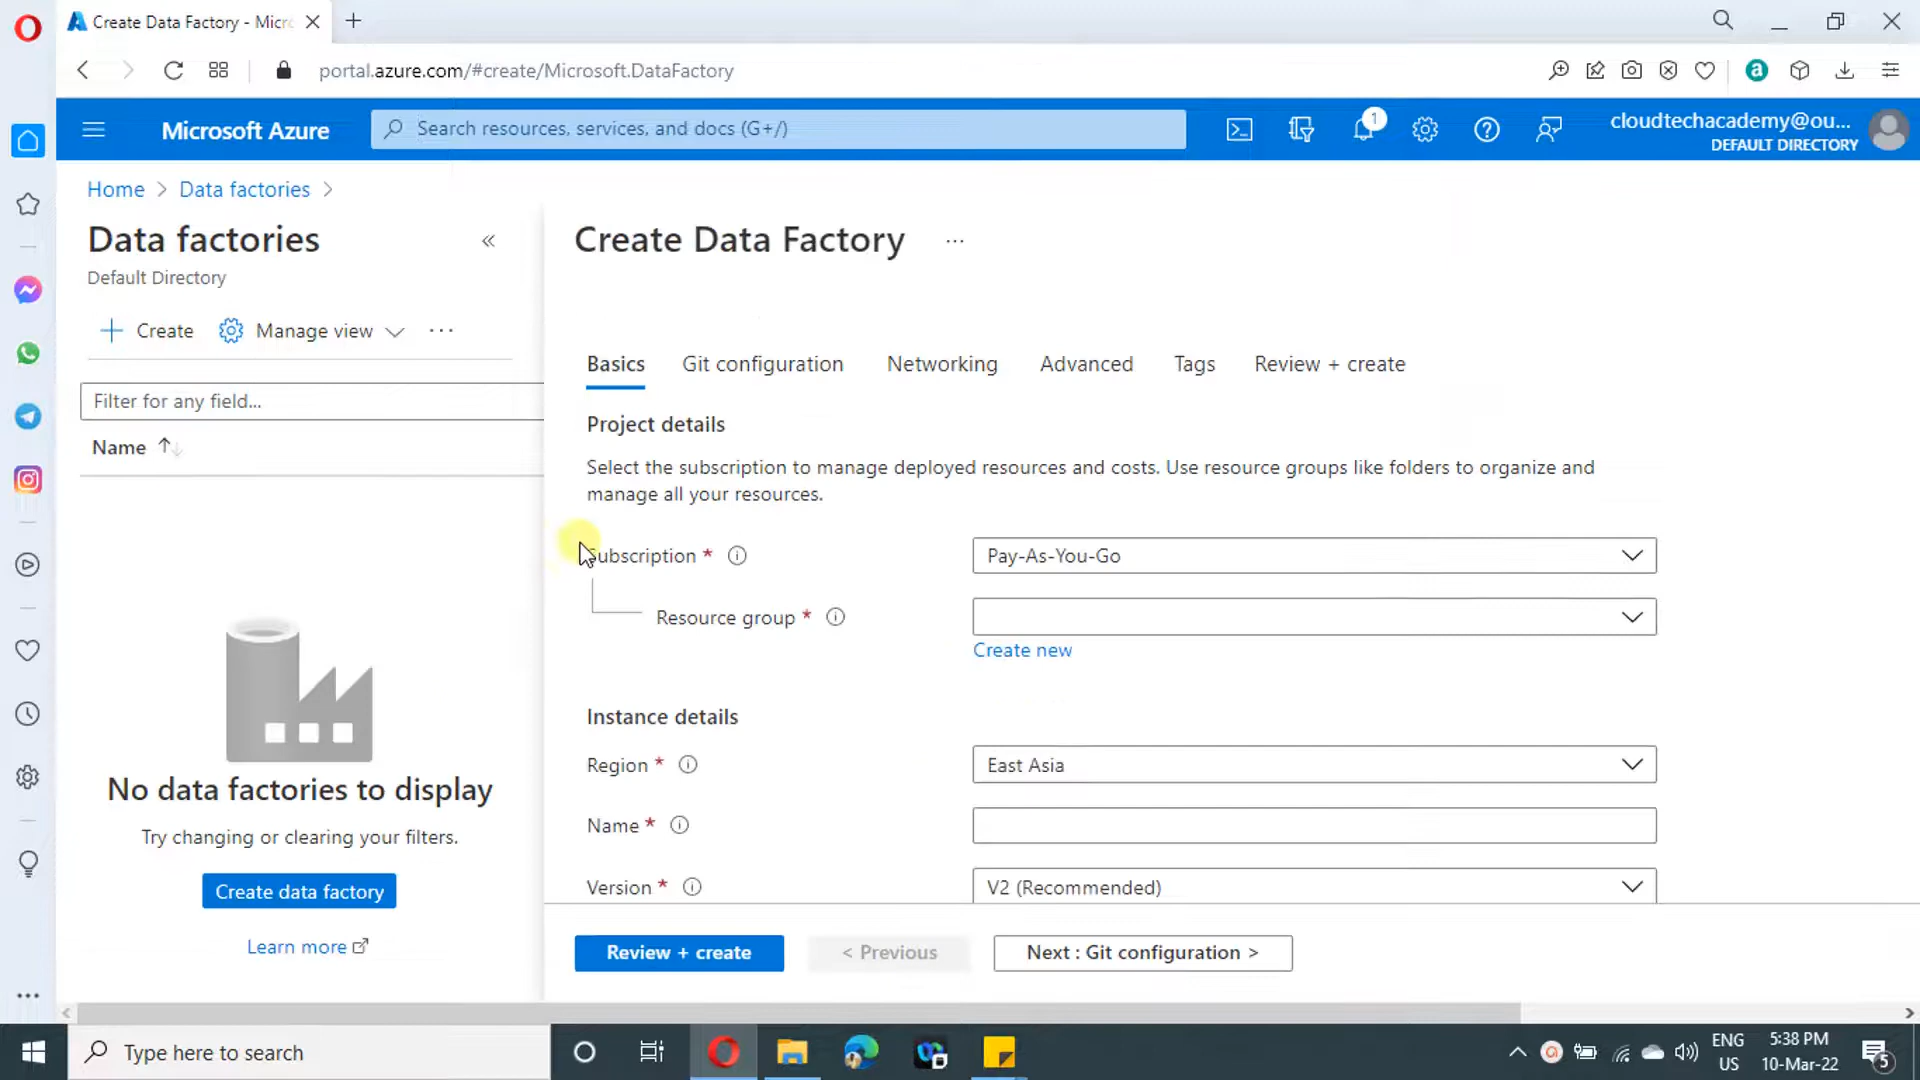 Create Data Factory - Micro
portal.azure.com/#create/Microsoft.DataFactory
Microsoft Azure
Search resources, services, and docs (G+/)
1
cloudtechacademy@ou...
DEFAULT DIRECTORY
Home > Data factories >
Data factories
Default Directory
+ Create
Manage view
...
Filter for any field...
Name
No data factories to display
Try changing or clearing your filters.
Create data factory
Learn more
Create Data Factory
...
Basics
Git configuration
Networking
Advanced
Tags
Review + create
Project details
Select the subscription to manage deployed resources and costs. Use resource groups like folders to organize and
manage all your resources.
Subscription *
Pay-As-You-Go
Resource group *
Create new
Instance details
Region *
East Asia
Name *
Version *
V2 (Recommended)
Review + create
< Previous
Next : Git configuration >
Type here to search
ENG
US
5:38 PM
10-Mar-22
5